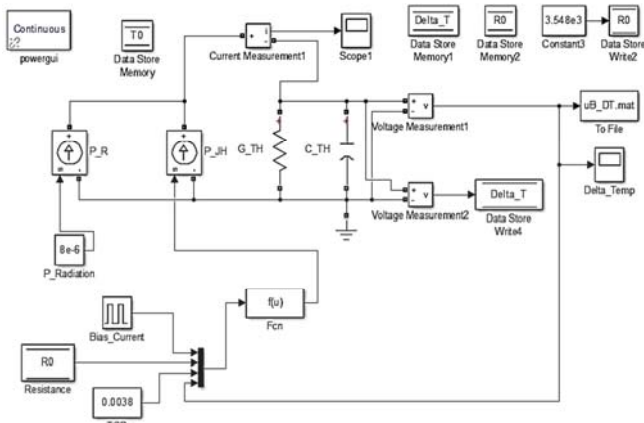 Continuous
powergui
T0
Data Store
Memory
Current Measurement1
Scope1
Delta_T
Data Store
Memory1
R0
Data Store
Memory2
3.548e3
Constant3
R0
Data Store
Write2
P_R
P_JH
G_TH
C_TH
Voltage Measurement1
uB_DT.mat
To File
Delta_Temp
Voltage Measurement2
Delta_T
Data Store
Write4
8e-6
P_Radiation
f(u)
Fcn
Bias_Current
R0
Resistance
0.0038